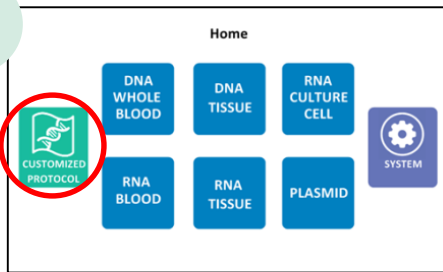 Home
DNA
WHOLE
BLOOD
DNA
TISSUE
RNA
CULTURE
CELL
CUSTOMIZED
PROTOCOL
SYSTEM
RNA
BLOOD
RNA
TISSUE
PLASMID